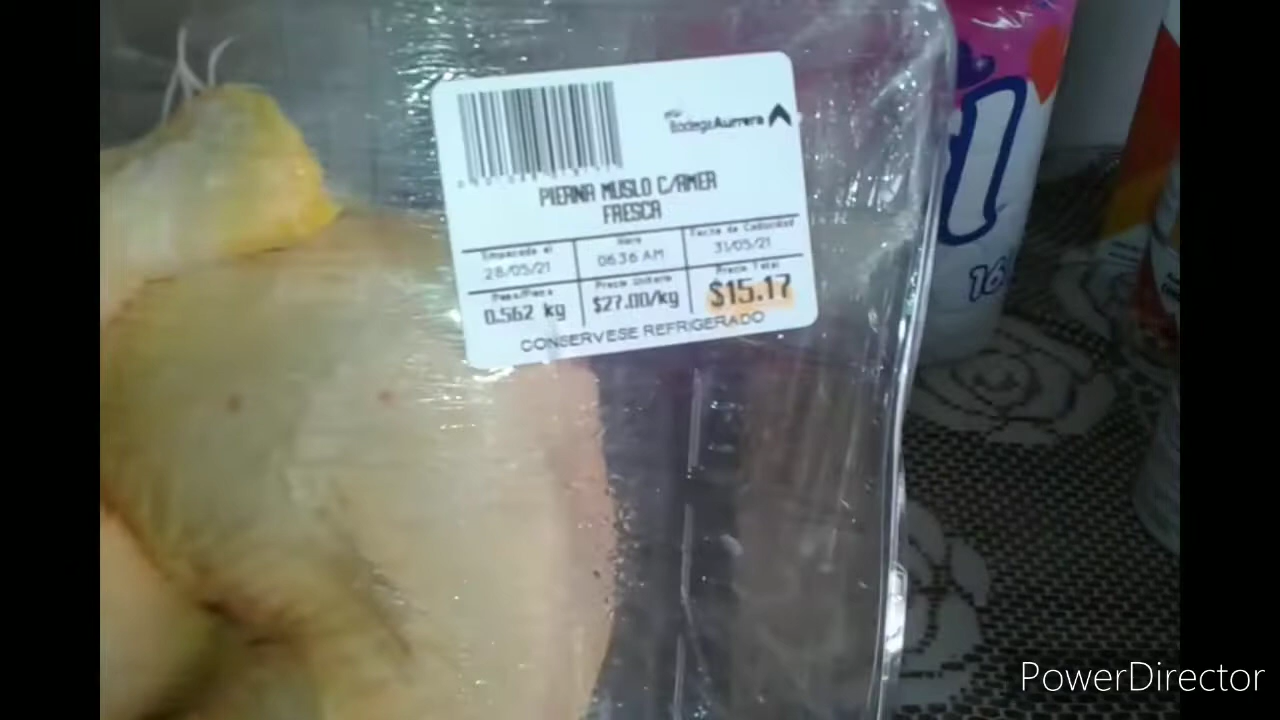 Bodega Aurrera
PIERNA MUSLO C/AMER
FRESCA
Empacado el
Hora
Fecha de Caducidad
28/05/21
06:36 AM
31/05/21
Peso/Pieza
Precio Unitario
Precio Total
0.562 kg
$27.00/kg
$15.17
CONSERVESE REFRIGERADO
16
PowerDirector